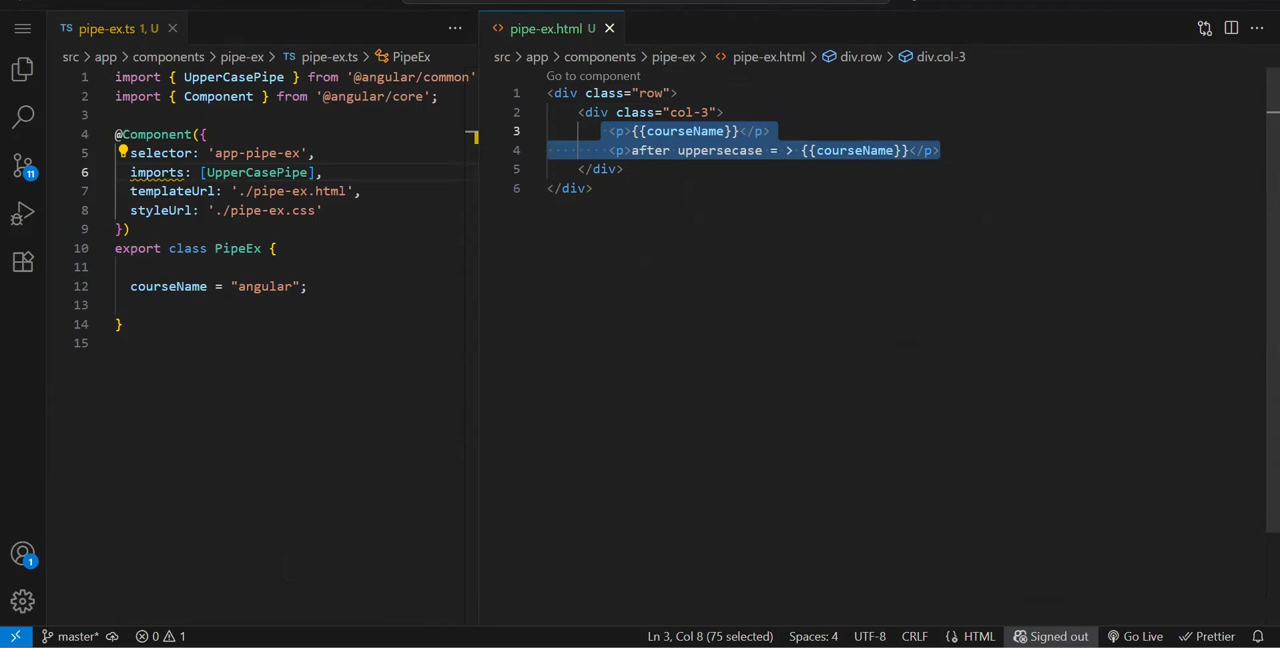 TS pipe-ex.ts 1, U
src > app > components > pipe-ex > TS pipe-ex.ts > PipeEx
1 import { UpperCasePipe } from '@angular/common'
2 import { Component } from '@angular/core';
3
4 @Component({
5 selector: 'app-pipe-ex',
6 imports: [UpperCasePipe],
7 templateUrl: './pipe-ex.html',
8 styleUrl: './pipe-ex.css'
9 })
10 export class PipeEx {
11
12 courseName = "angular";
13
14 }
15
<> pipe-ex.html U
src > app > components > pipe-ex > <> pipe-ex.html > div.row > div.col-3
Go to component
1 <div class="row">
2 <div class="col-3">
3 <p>{{courseName}}</p>
4 <p>after uppersecase = > {{courseName}}</p>
5 </div>
6 </div>
11
1
master* 0 1 Ln 3, Col 8 (75 selected) Spaces: 4 UTF-8 CRLF {} HTML Signed out Go Live Prettier